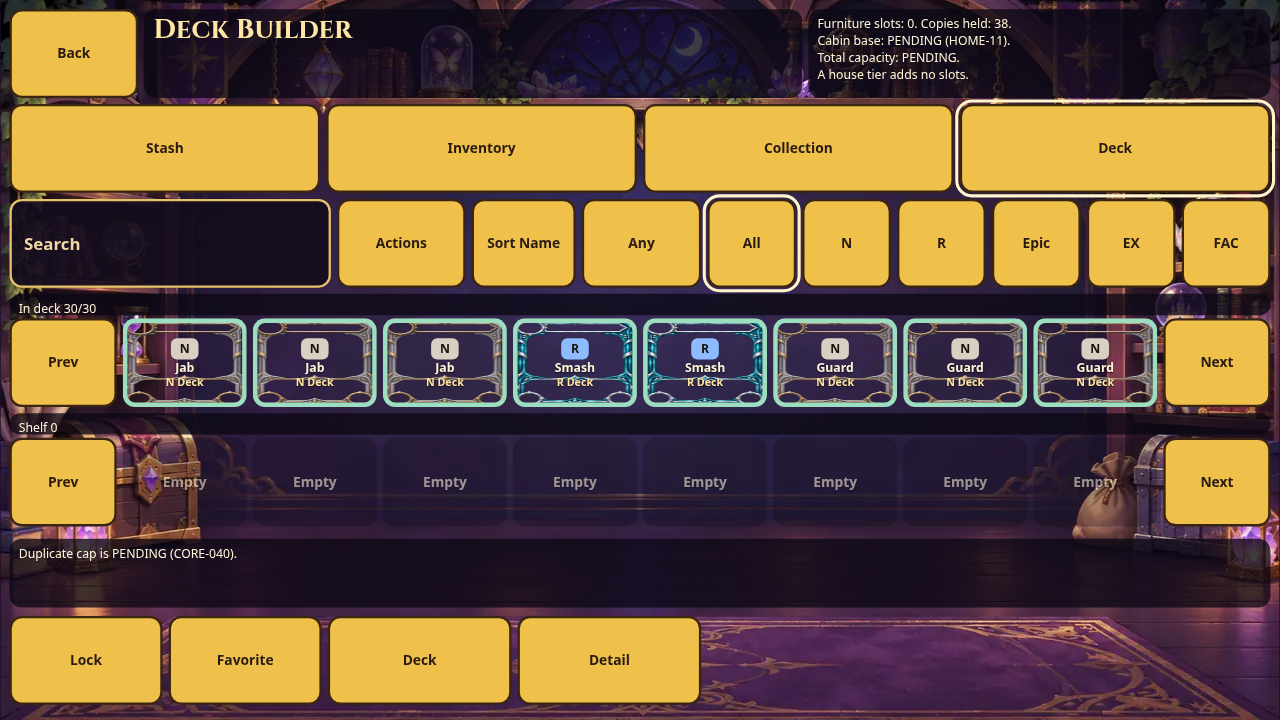 Back
Deck Builder
Furniture slots: 0. Copies held: 38.
Cabin base: PENDING (HOME-11).
Total capacity: PENDING.
A house tier adds no slots.
Stash
Inventory
Collection
Deck
Search
Actions
Sort Name
Any
All
N
R
Epic
EX
FAC
In deck 30/30
Prev
N
Jab
N Deck
N
Jab
N Deck
N
Jab
N Deck
R
Smash
R Deck
R
Smash
R Deck
N
Guard
N Deck
N
Guard
N Deck
N
Guard
N Deck
Next
Shelf 0
Prev
Empty
Empty
Empty
Empty
Empty
Empty
Empty
Empty
Next
Duplicate cap is PENDING (CORE-040).
Lock
Favorite
Deck
Detail